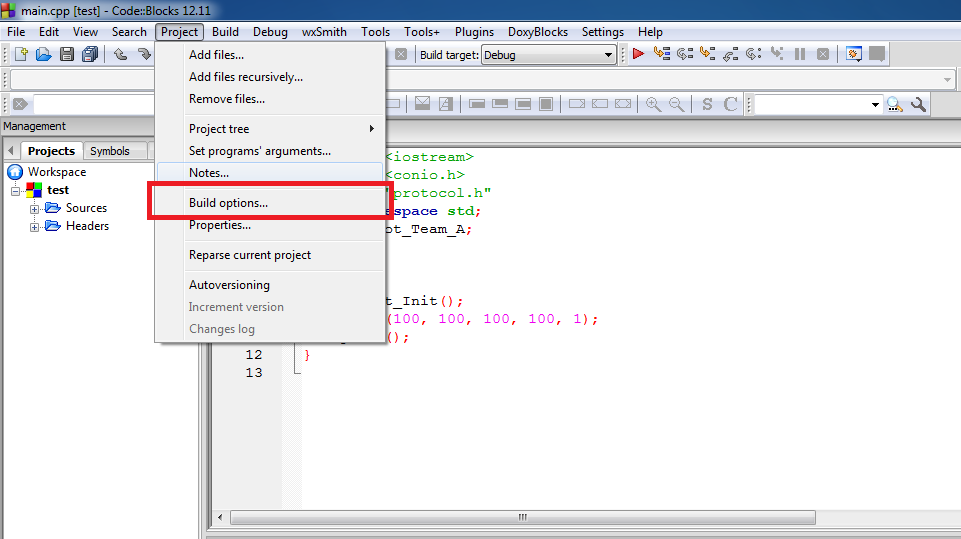 main.cpp [test] - Code::Blocks 12.11
File Edit View Search Project Build Debug wxSmith Tools Tools+ Plugins DoxyBlocks Settings Help
Build target: Debug
S C
Management
Projects Symbols
Workspace
test
Sources
Headers
Add files...
Add files recursively...
Remove files...
Project tree
Set programs' arguments...
Notes...
Build options...
Properties...
Reparse current project
Autoversioning
Increment version
Changes log
<iostream>
<conio.h>
protocol.h"
espace std;
ot_Team_A;
t_Init();
(100, 100, 100, 100, 1);
();
12 }
13